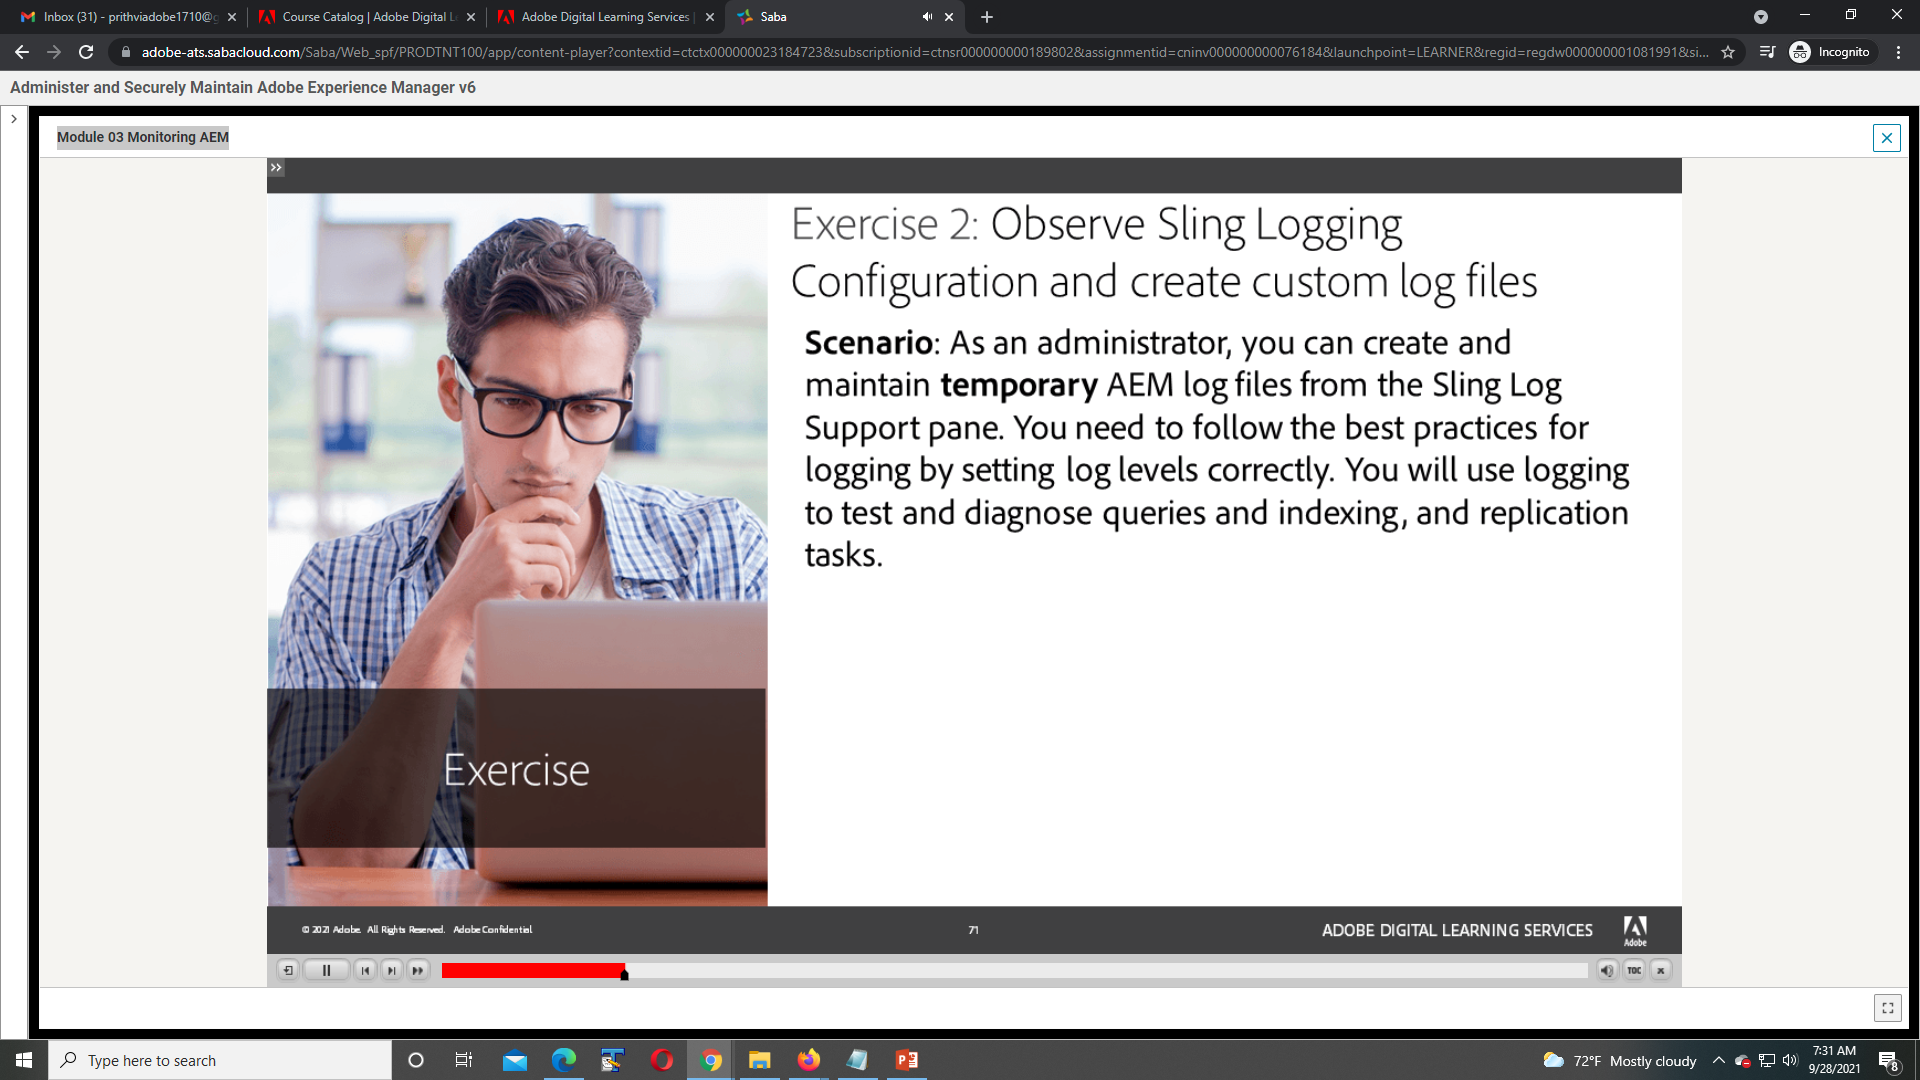 Inbox (31) - prithviadobe1710@g
Course Catalog | Adobe Digital L
Adobe Digital Learning Services |
Saba
adobe-ats.sabacloud.com/Saba/Web_spf/PRODTNT100/app/content-player?contextid=ctctx000000023184723&subscriptionid=ctnsr000000000189802&assignmentid=cninv000000000076184&launchpoint=LEARNER&regid=regdw000000001081991&si...
Incognito
Administer and Securely Maintain Adobe Experience Manager v6
Module 03 Monitoring AEM
Exercise 2: Observe Sling Logging
Configuration and create custom log files
Scenario: As an administrator, you can create and
maintain temporary AEM log files from the Sling Log
Support pane. You need to follow the best practices for
logging by setting log levels correctly. You will use logging
to test and diagnose queries and indexing, and replication
tasks.
Exercise
© 2021 Adobe. All Rights Reserved. Adobe Confidential
71
ADOBE DIGITAL LEARNING SERVICES
Adobe
TOC
Type here to search
72°F Mostly cloudy
7:31 AM
9/28/2021
8